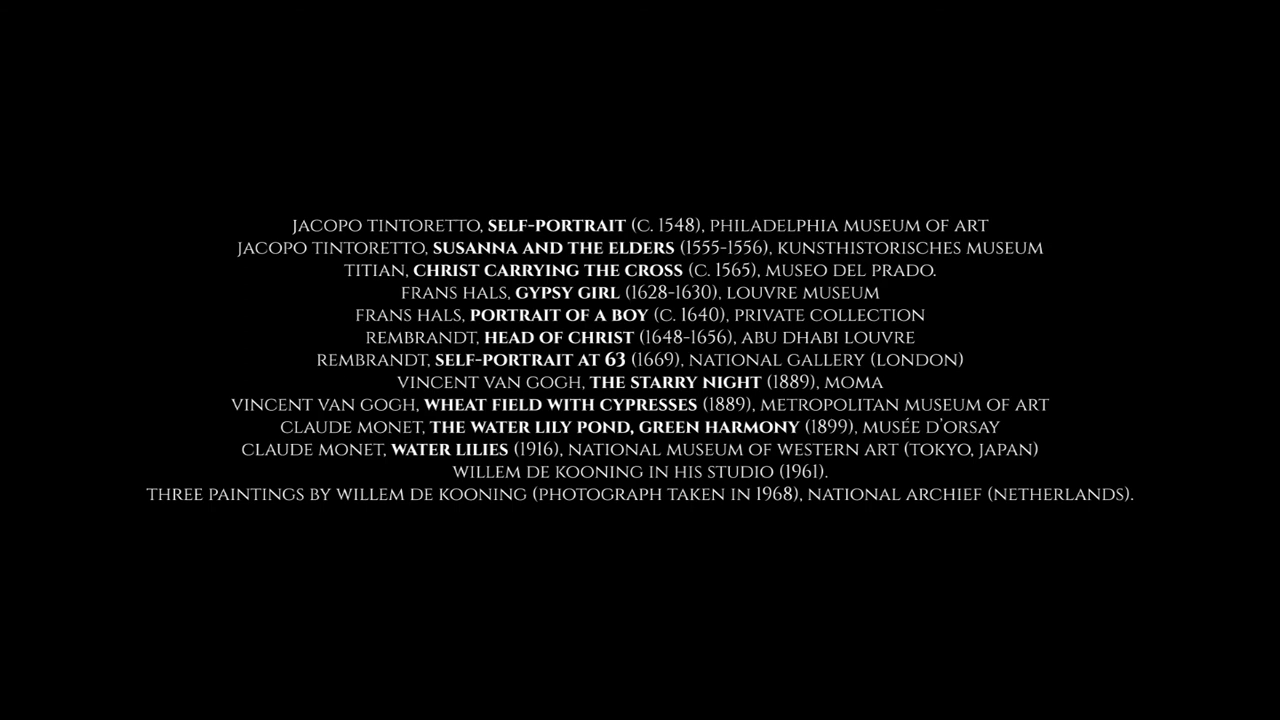 JACOPO TINTORETTO, SELF-PORTRAIT (C. 1548), PHILADELPHIA MUSEUM OF ART
JACOPO TINTORETTO, SUSANNA AND THE ELDERS (1555-1556), KUNSTHISTORISCHES MUSEUM
TITIAN, CHRIST CARRYING THE CROSS (C. 1565), MUSEO DEL PRADO.
FRANS HALS, GYPSY GIRL (1628-1630), LOUVRE MUSEUM
FRANS HALS, PORTRAIT OF A BOY (C. 1640), PRIVATE COLLECTION
REMBRANDT, HEAD OF CHRIST (1648-1656), ABU DHABI LOUVRE
REMBRANDT, SELF-PORTRAIT AT 63 (1669), NATIONAL GALLERY (LONDON)
VINCENT VAN GOGH, THE STARRY NIGHT (1889), MOMA
VINCENT VAN GOGH, WHEAT FIELD WITH CYPRESSES (1889), METROPOLITAN MUSEUM OF ART
CLAUDE MONET, THE WATER LILY POND, GREEN HARMONY (1899), MUSÉE D'ORSAY
CLAUDE MONET, WATER LILIES (1916), NATIONAL MUSEUM OF WESTERN ART (TOKYO, JAPAN)
WILLEM DE KOONING IN HIS STUDIO (1961).
THREE PAINTINGS BY WILLEM DE KOONING (PHOTOGRAPH TAKEN IN 1968), NATIONAL ARCHIEF (NETHERLANDS).